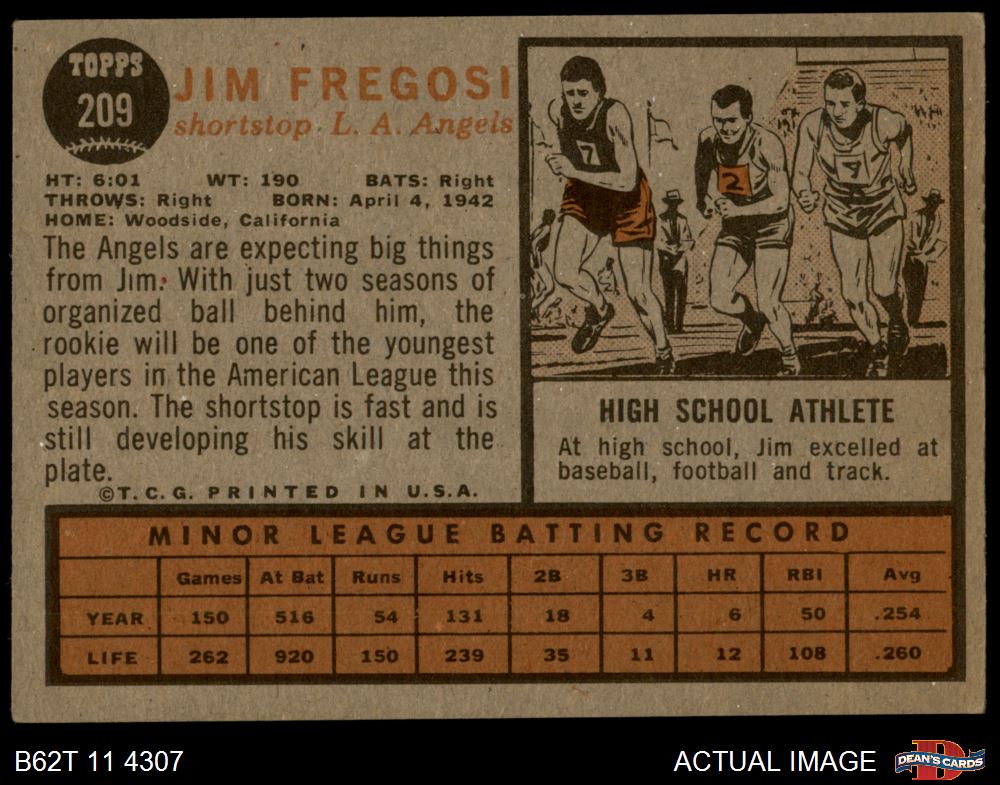 TOPPS
209
JIM FREGOSI
shortstop L. A. Angels
HT: 6:01 WT: 190 BATS: Right
THROWS: Right BORN: April 4, 1942
HOME: Woodside, California
The Angels are expecting big things
from Jim. With just two seasons of
organized ball behind him, the
rookie will be one of the youngest
players in the American League this
season. The shortstop is fast and is
still developing his skill at the
plate.
©T.C.G. PRINTED IN U.S.A.
7
2
9
HIGH SCHOOL ATHLETE
At high school, Jim excelled at
baseball, football and track.
MINOR LEAGUE BATTING RECORD
Games At Bat Runs Hits 2B 3B HR RBI Avg
YEAR 150 516 54 131 18 4 6 50 .254
LIFE 262 920 150 239 35 11 12 108 .260
B62T 11 4307
ACTUAL IMAGE
D
DEAN'S CARDS